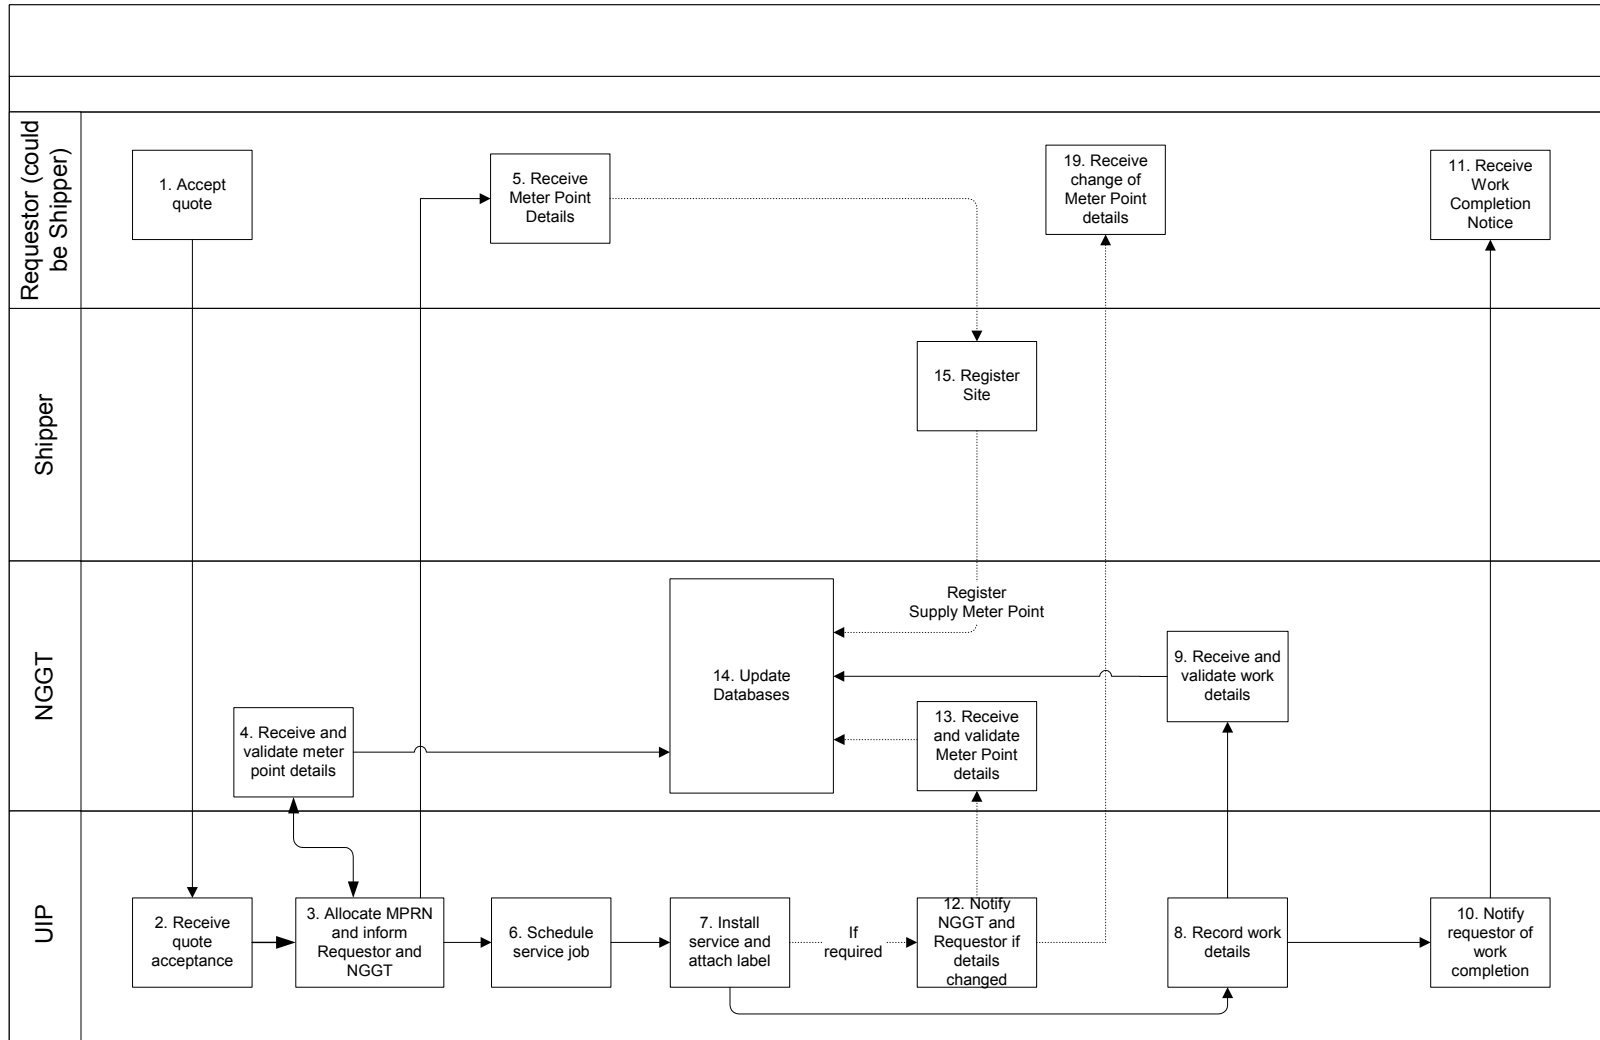 Requestor (could
be Shipper)
1. Accept
quote
5. Receive
Meter Point
Details
19. Receive
change of
Meter Point
details
11. Receive
Work
Completion
Notice
Shipper
15. Register
Site
NGGT
Register
Supply Meter Point
14. Update
Databases
9. Receive and
validate work
details
4. Receive and
validate meter
point details
13. Receive
and validate
Meter Point
details
UIP
2. Receive
quote
acceptance
3. Allocate MPRN
and inform
Requestor and
NGGT
6. Schedule
service job
7. Install
service and
attach label
If
required
12. Notify
NGGT and
Requestor if
details
changed
8. Record work
details
10. Notify
requestor of
work
completion